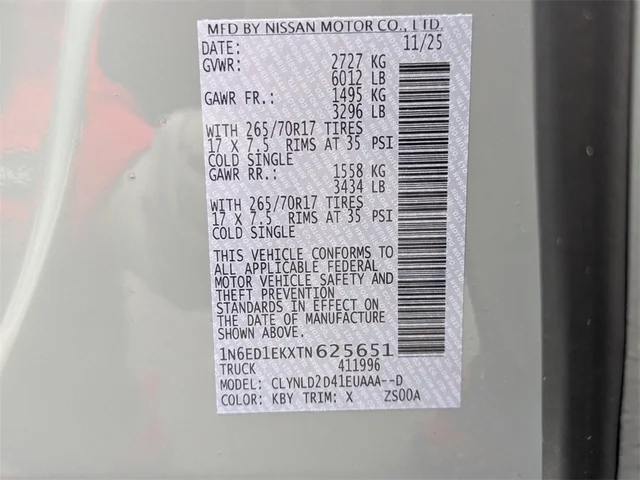 MFD BY NISSAN MOTOR CO., LTD.
DATE: 11/25
GVWR: 2727 KG
6012 LB
GAWR FR.: 1495 KG
3296 LB
WITH 265/70R17 TIRES
17 X 7.5 RIMS AT 35 PSI
COLD SINGLE
GAWR RR.: 1558 KG
3434 LB
WITH 265/70R17 TIRES
17 X 7.5 RIMS AT 35 PSI
COLD SINGLE
THIS VEHICLE CONFORMS TO
ALL APPLICABLE FEDERAL
MOTOR VEHICLE SAFETY AND
THEFT PREVENTION
STANDARDS IN EFFECT ON
THE DATE OF MANUFACTURE
SHOWN ABOVE.
1N6ED1EKXTN625651
TRUCK 411996
MODEL: CLYNLD2D41EUAAA--D
COLOR: KBY TRIM: X ZS00A